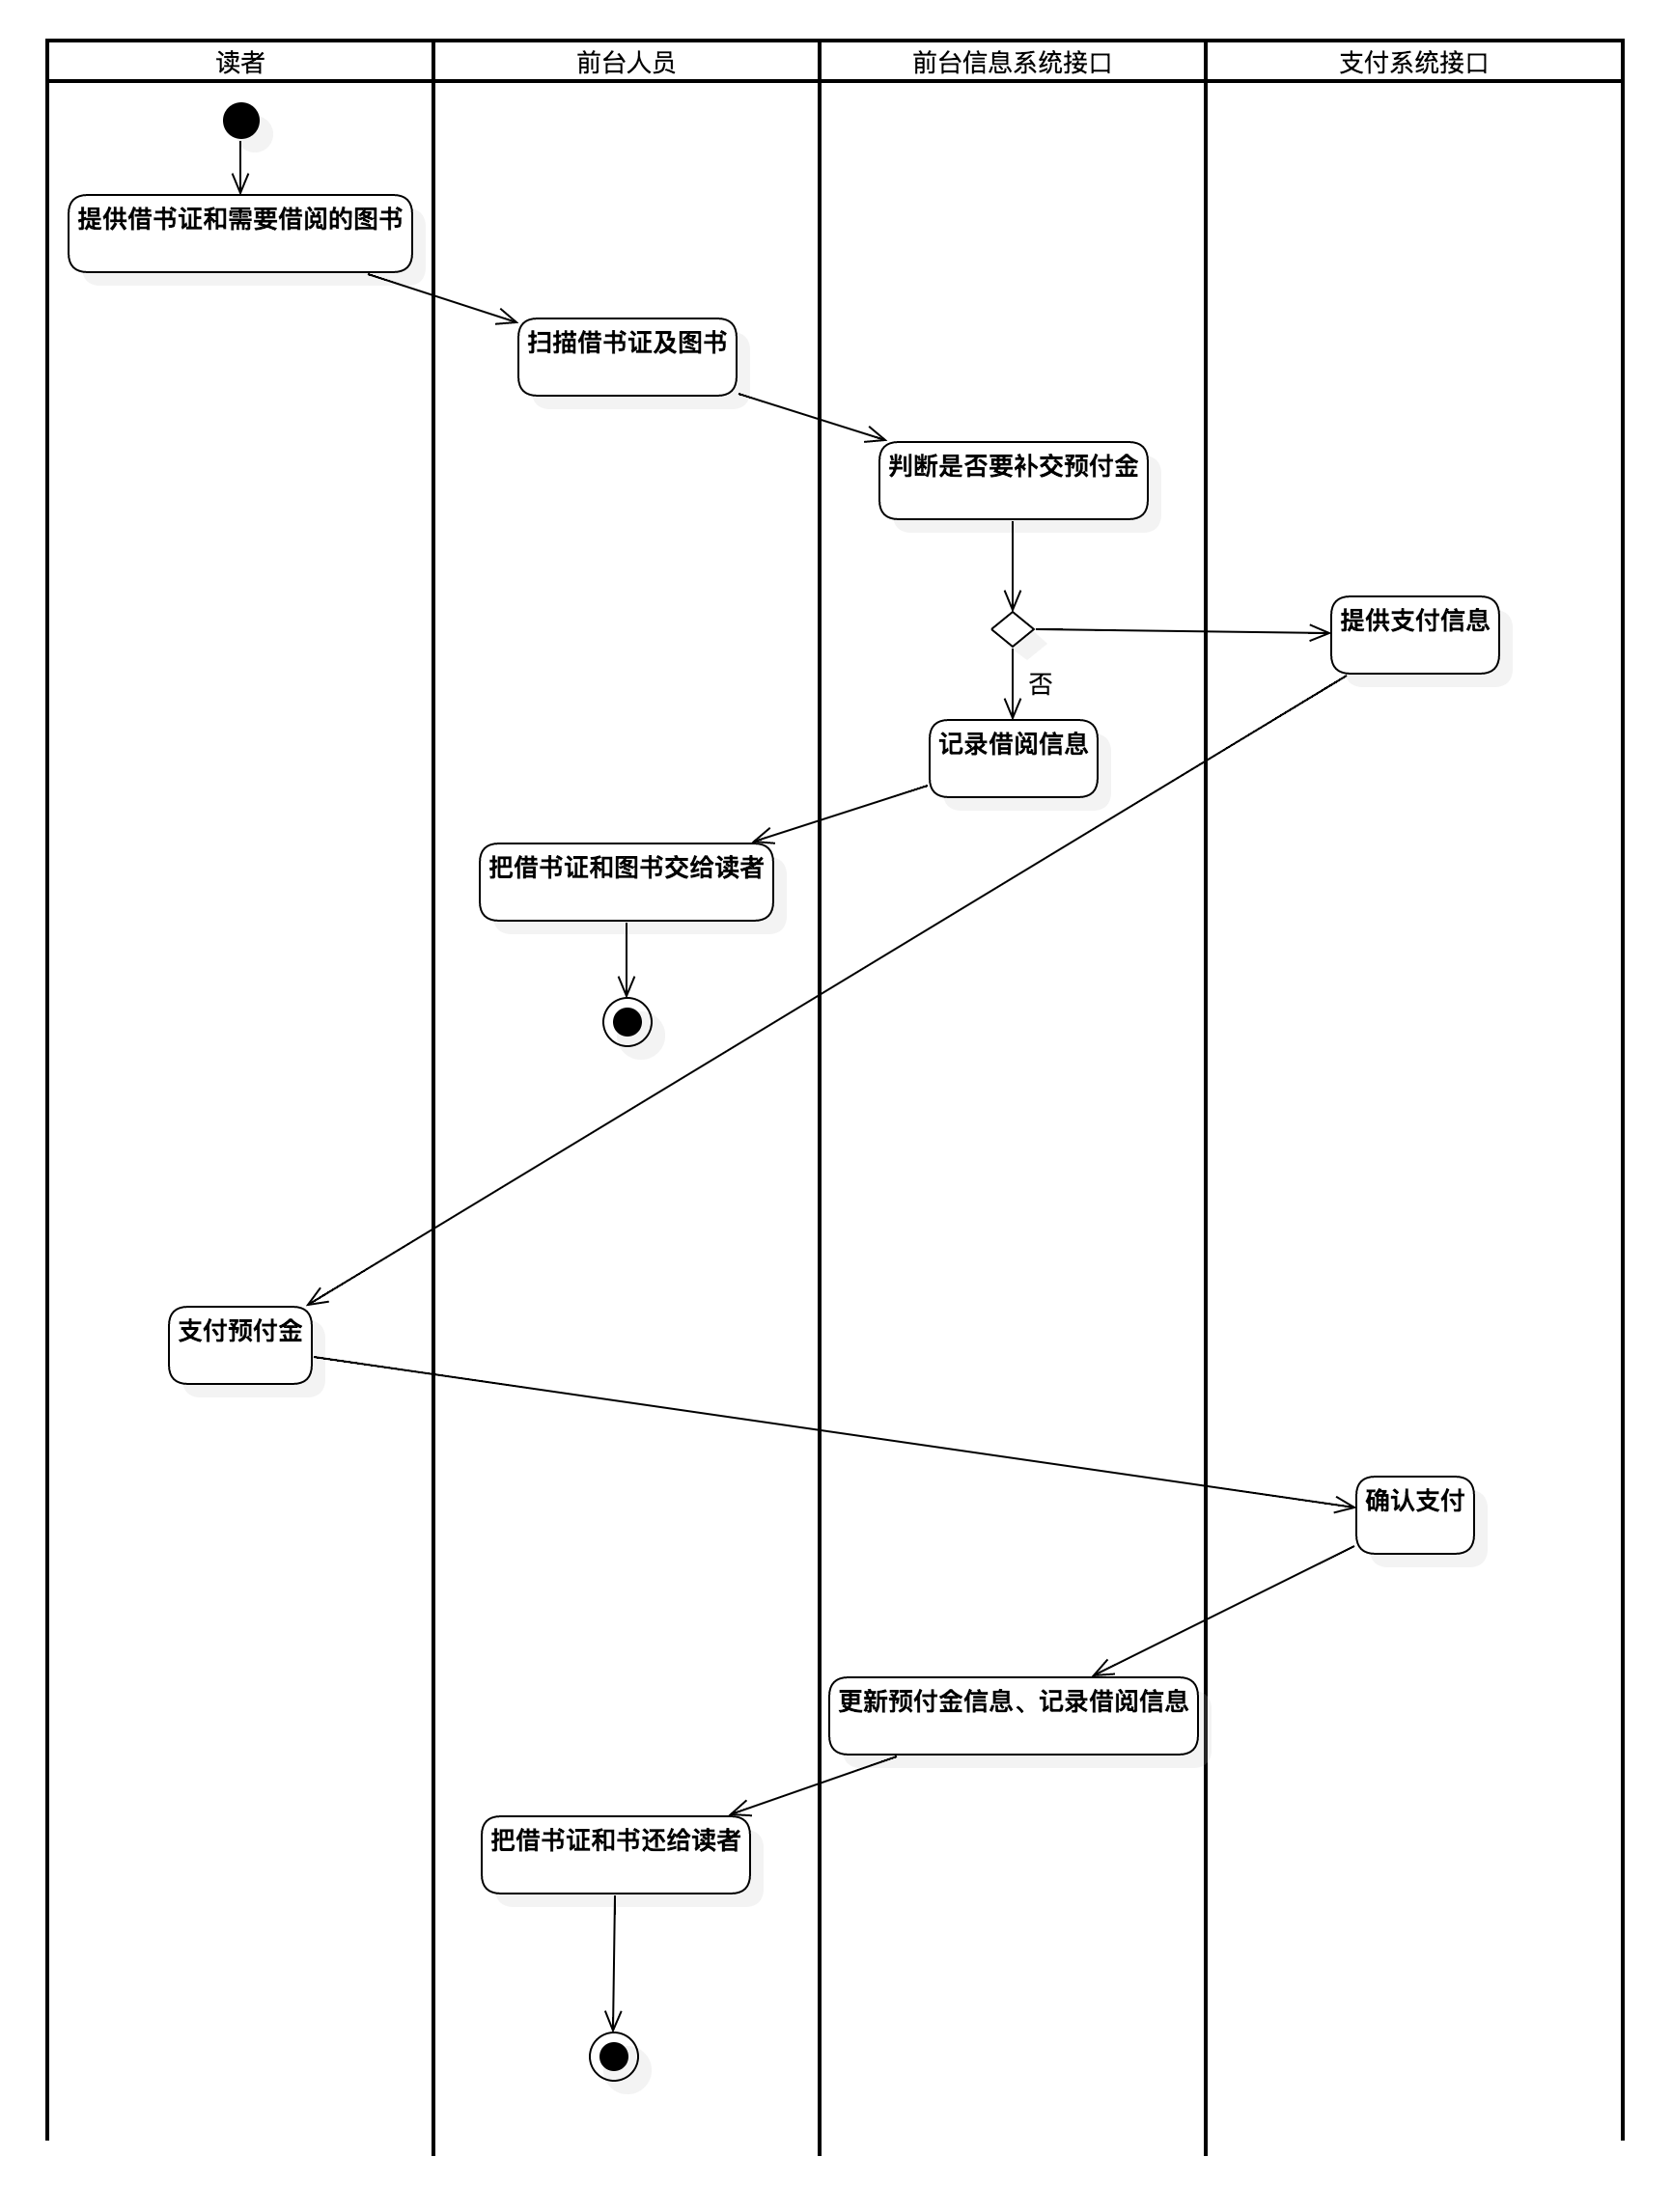 读者
前台人员
前台信息系统接口
支付系统接口
提供借书证和需要借阅的图书
扫描借书证及图书
判断是否要补交预付金
提供支付信息
否
记录借阅信息
把借书证和图书交给读者
支付预付金
确认支付
更新预付金信息、记录借阅信息
把借书证和书还给读者